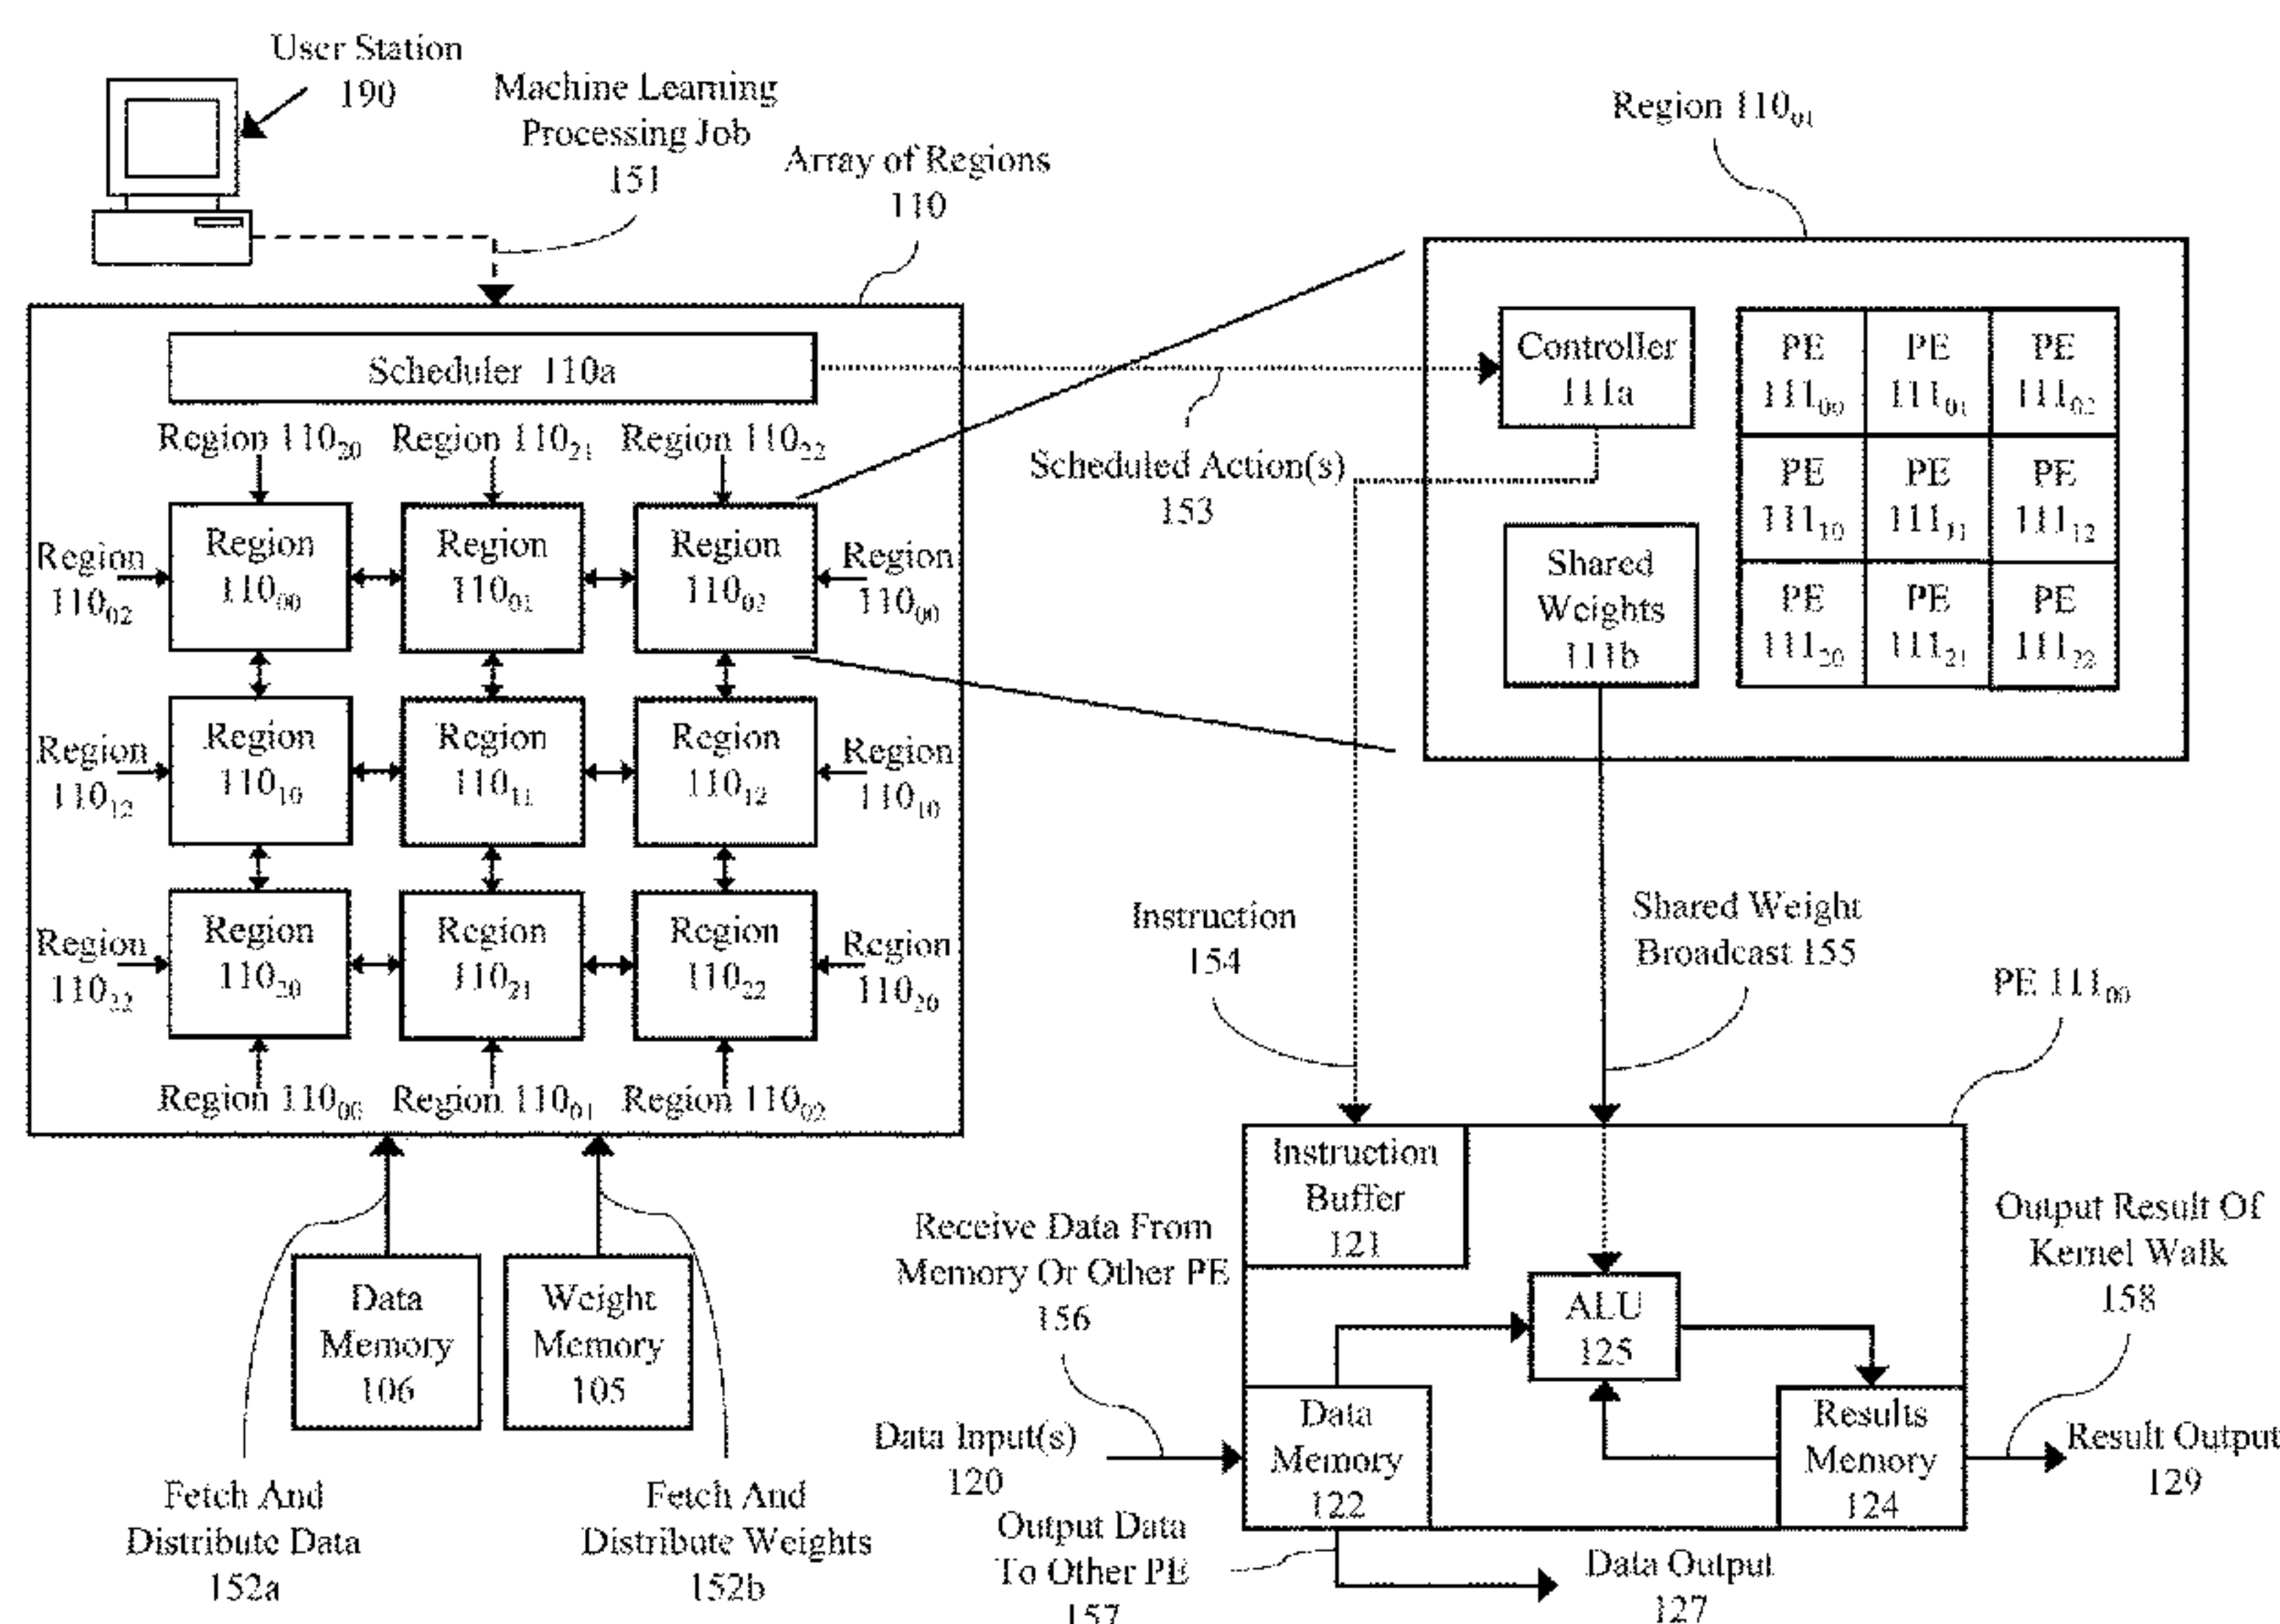 User Station
190
Machine Learning
Processing Job
151
Array of Regions
110
Region 110₀₁
Scheduler 110a
Controller
111a
PE PE PE
111₀₀ 111₀₁ 111₀₂
PE PE PE
111₁₀ 111₁₁ 111₁₂
PE PE PE
111₂₀ 111₂₁ 111₂₂
Shared
Weights
111b
Scheduled Action(s)
153
Region 110₂₀ Region 110₂₁ Region 110₂₂
Region
110₀₂
Region
110₀₀
Region
110₀₁
Region
110₀₂
Region
110₀₀
Region
110₁₂
Region
110₁₀
Region
110₁₁
Region
110₁₂
Region
110₁₀
Region
110₂₂
Region
110₂₀
Region
110₂₁
Region
110₂₂
Region
110₂₀
Region 110₀₀ Region 110₀₁ Region 110₀₂
Instruction
154
Shared Weight
Broadcast 155
PE 111₀₀
Data
Memory
106
Weight
Memory
105
Fetch And
Distribute Data
152a
Fetch And
Distribute Weights
152b
Instruction
Buffer
121
Receive Data From
Memory Or Other PE
156
ALU
125
Output Result Of
Kernel Walk
158
Data Input(s)
120
Data
Memory
122
Results
Memory
124
Result Output
129
Output Data
To Other PE
157
Data Output
127